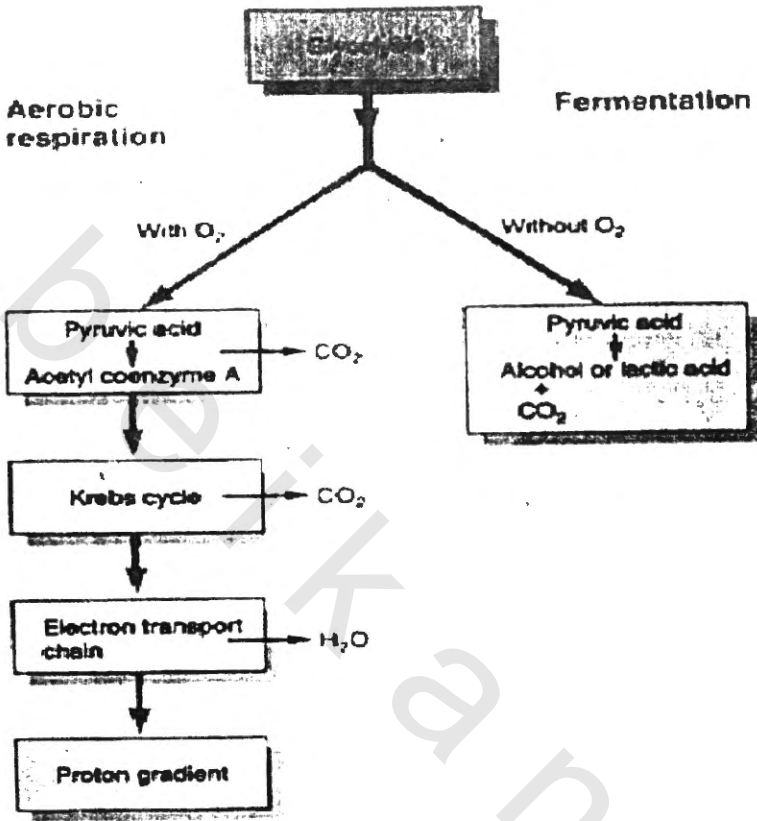 Glycolysis
Aerobic
respiration
Fermentation
With O₂
Without O₂
Pyruvic acid
Acetyl coenzyme A
CO₂
Pyruvic acid
Alcohol or lactic acid
+
CO₂
Krebs cycle
CO₂
Electron transport
chain
H₂O
Proton gradient
b e i k a n